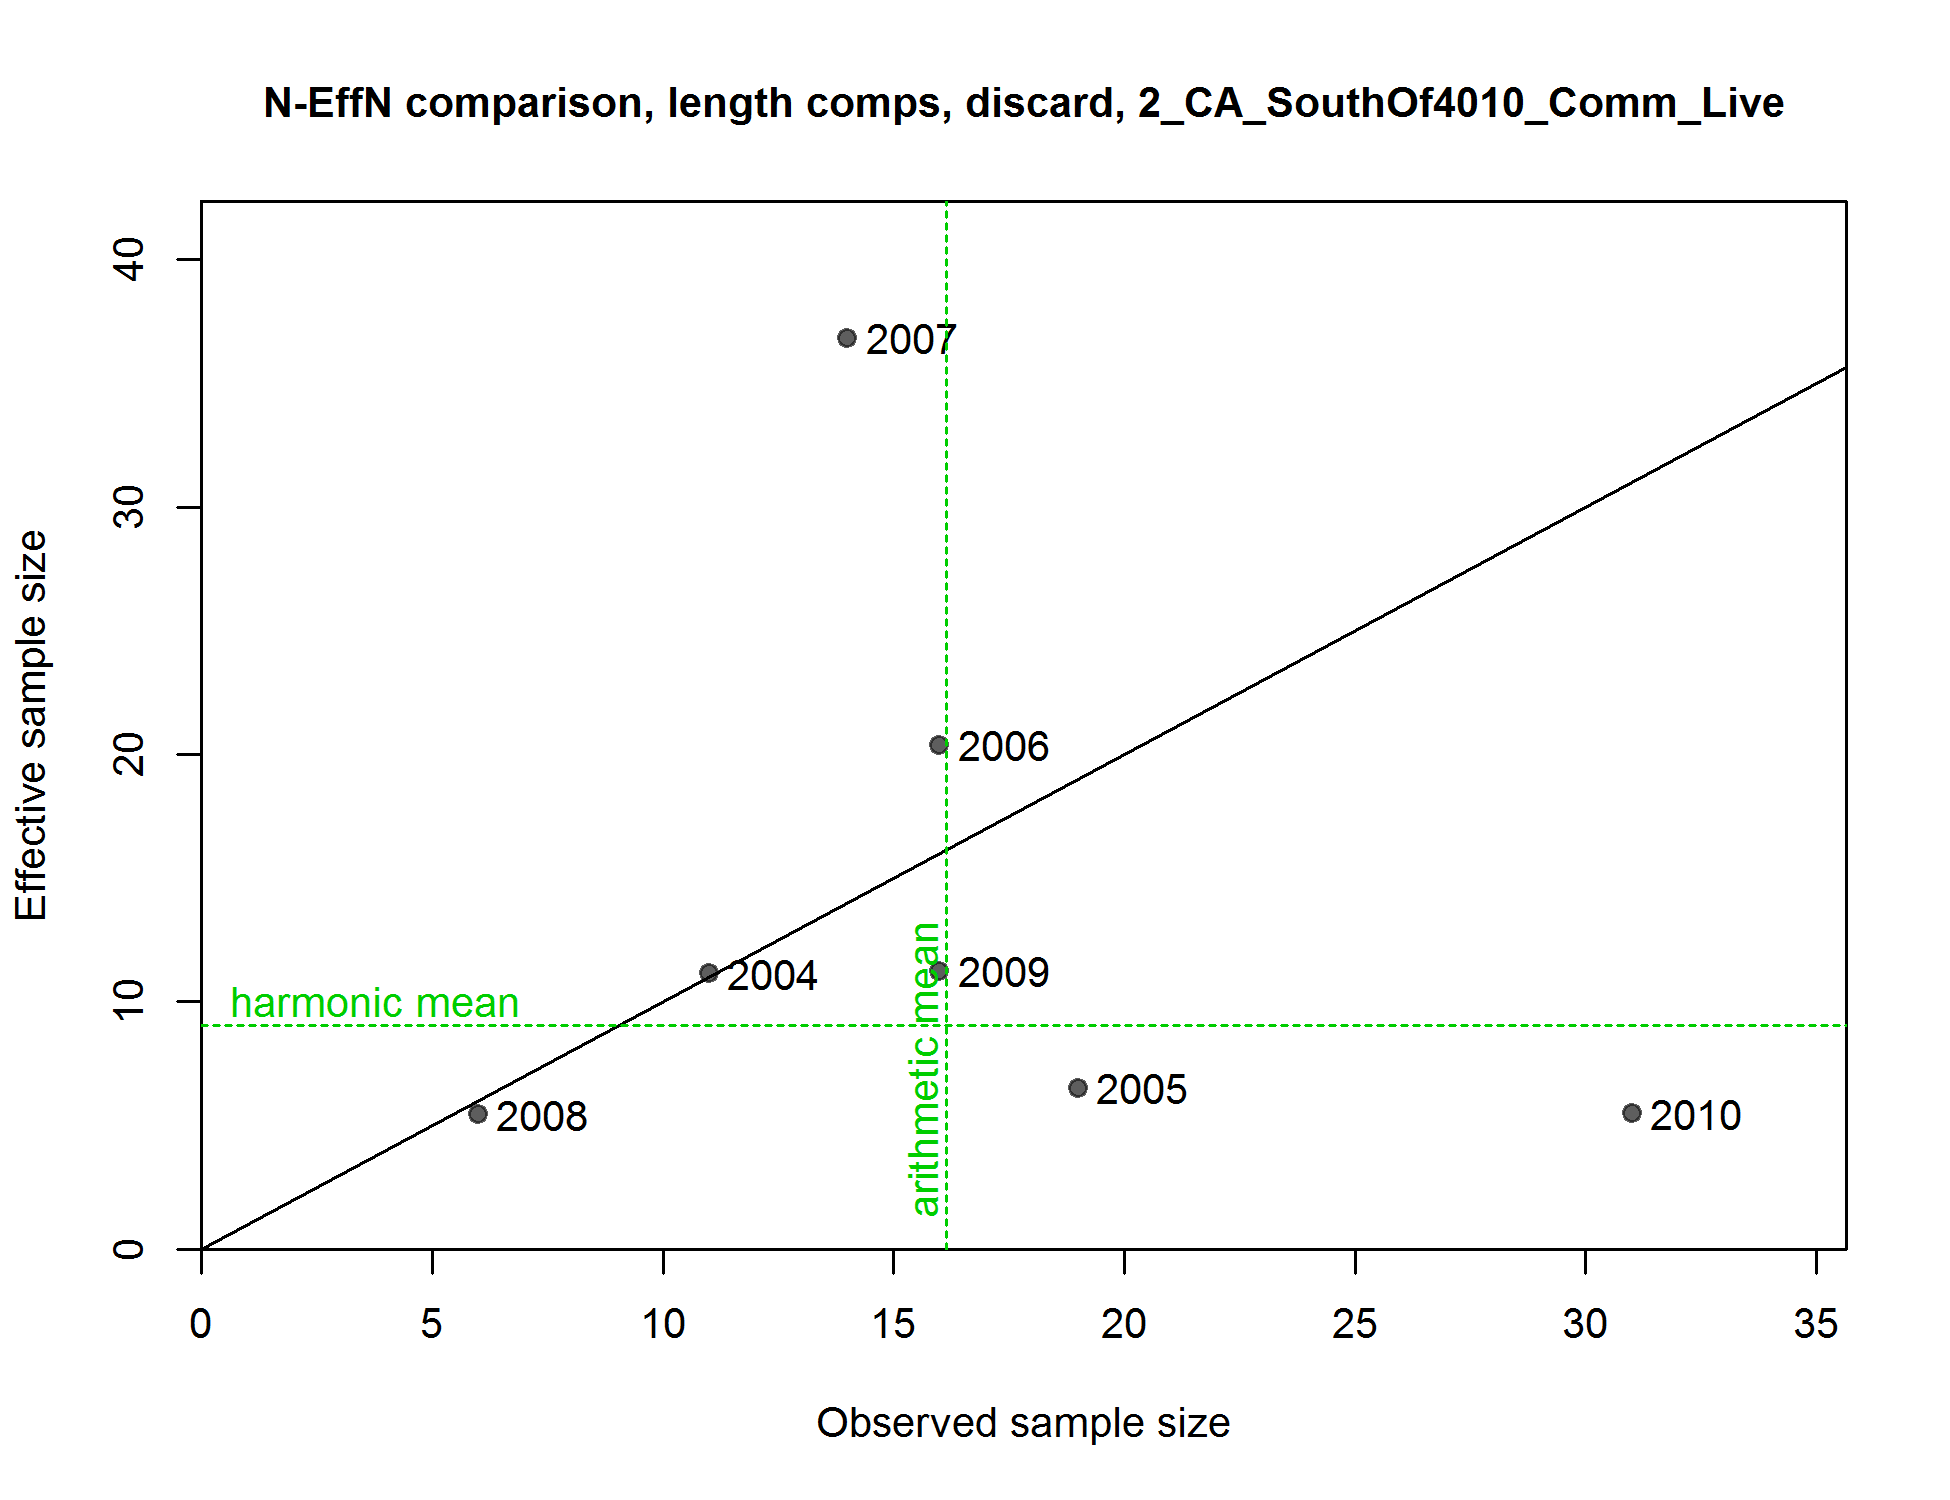 N-EffN comparison, length comps, discard, 2_CA_SouthOf4010_Comm_Live
40
30
20
10
0
Effective sample size
2007
2006
2004
2009
harmonic mean
arithmetic mean
2005
2008
2010
0 5 10 15 20 25 30 35
Observed sample size